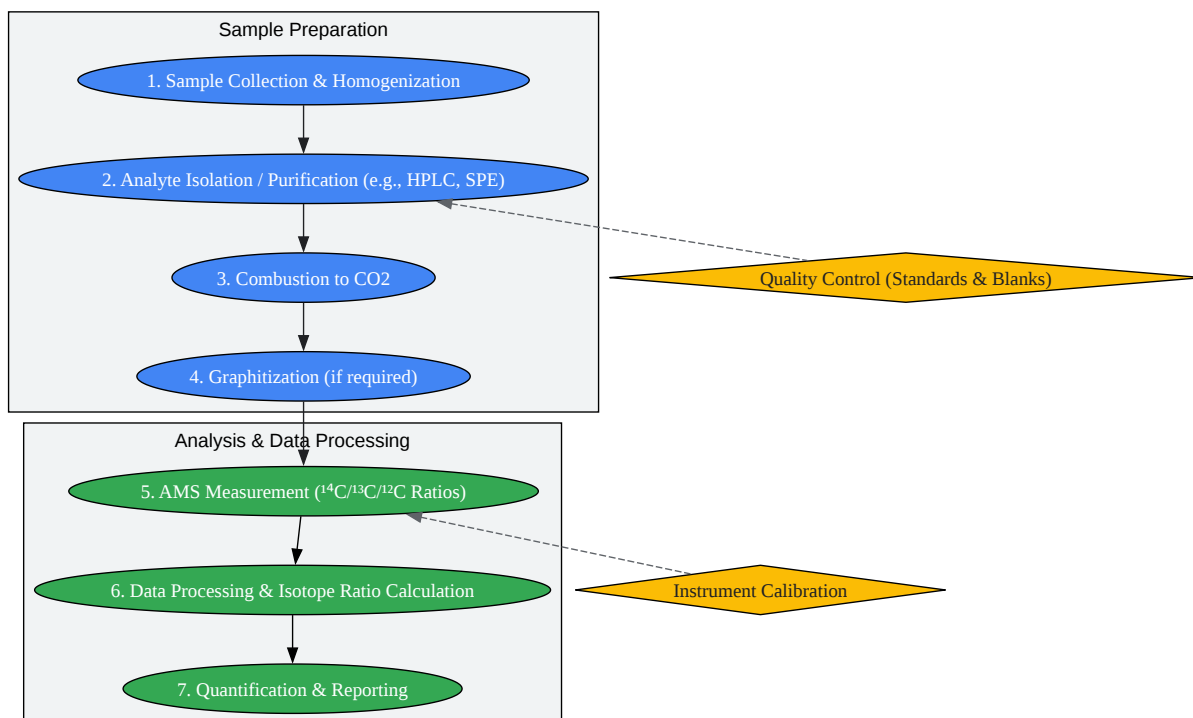 Sample Preparation
1. Sample Collection & Homogenization
2. Analyte Isolation / Purification (e.g., HPLC, SPE)
3. Combustion to CO2
Quality Control (Standards & Blanks)
4. Graphitization (if required)
Analysis & Data Processing
5. AMS Measurement (¹⁴C/¹³C/¹²C Ratios)
6. Data Processing & Isotope Ratio Calculation
Instrument Calibration
7. Quantification & Reporting